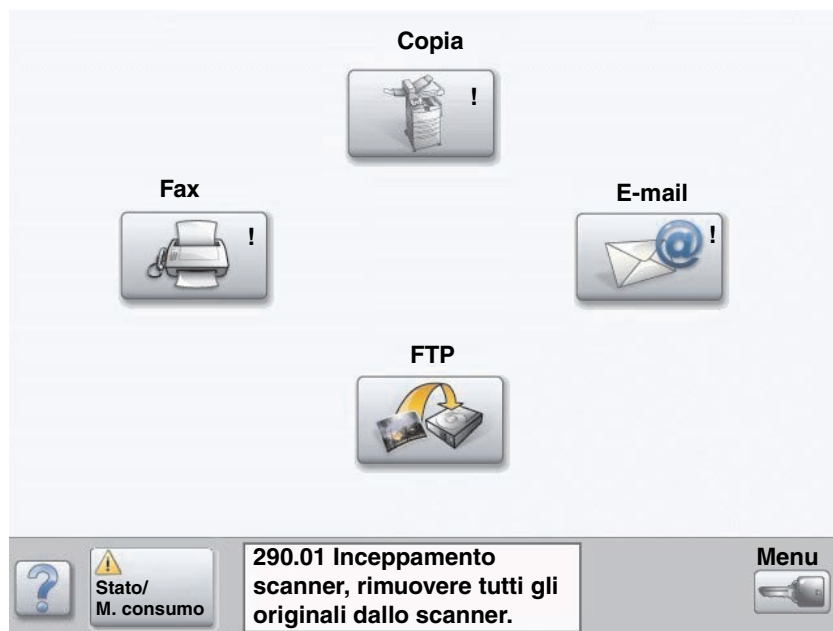 Copia
!
Fax
!
E-mail
@
!
FTP
?
Stato/
M. consumo
290.01 Inceppamento
scanner, rimuovere tutti gli
originali dallo scanner.
Menu